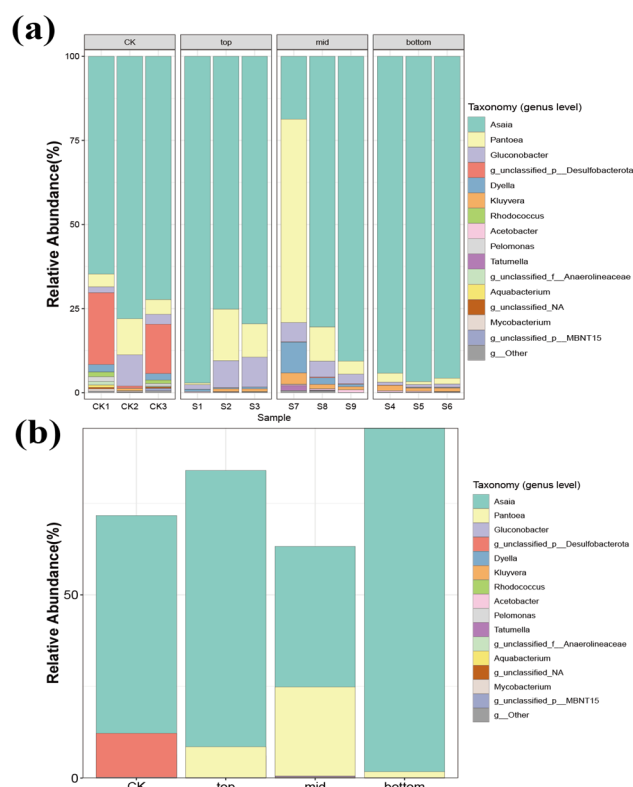 (a)
CK top mid bottom
100
75
50
25
0
Relative Abundance(%)
CK1 CK2 CK3 S1 S2 S3 S7 S8 S9 S4 S5 S6
Sample
Taxonomy (genus level)
Asaia
Pantoea
Gluconobacter
g_unclassified_p__Desulfobacterota
Dyella
Kluyvera
Rhodococcus
Acetobacter
Pelomonas
Tatumella
g_unclassified_f__Anaerolineaceae
Aquabacterium
g_unclassified_NA
Mycobacterium
g_unclassified_p__MBNT15
g__Other
(b)
50
0
Relative Abundance(%)
CK top mid bottom
Taxonomy (genus level)
Asaia
Pantoea
Gluconobacter
g_unclassified_p__Desulfobacterota
Dyella
Kluyvera
Rhodococcus
Acetobacter
Pelomonas
Tatumella
g_unclassified_f__Anaerolineaceae
Aquabacterium
g_unclassified_NA
Mycobacterium
g_unclassified_p__MBNT15
g__Other